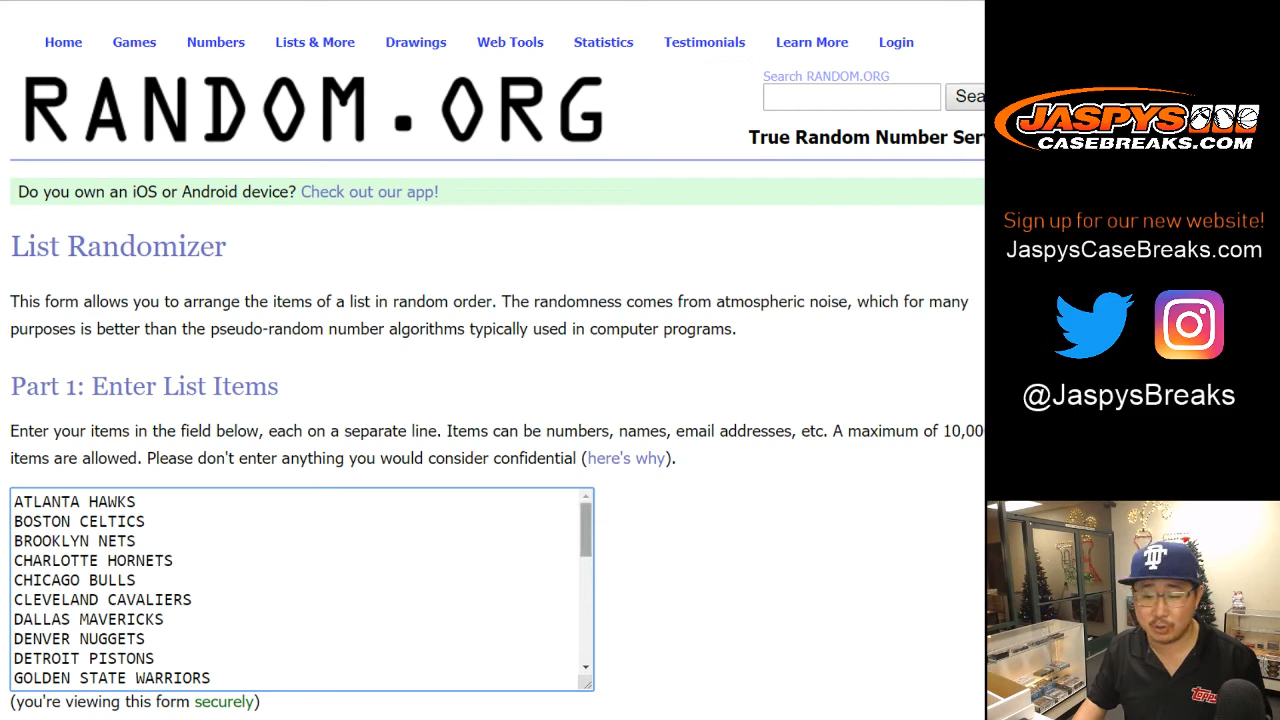 Home Games Numbers Lists & More Drawings Web Tools Statistics Testimonials Learn More Login
RANDOM.ORG
Search RANDOM.ORG
Sea
True Random Number Ser
Do you own an iOS or Android device? Check out our app!
List Randomizer
This form allows you to arrange the items of a list in random order. The randomness comes from atmospheric noise, which for many
purposes is better than the pseudo-random number algorithms typically used in computer programs.
Part 1: Enter List Items
Enter your items in the field below, each on a separate line. Items can be numbers, names, email addresses, etc. A maximum of 10,00
items are allowed. Please don't enter anything you would consider confidential (here's why).
ATLANTA HAWKS
BOSTON CELTICS
BROOKLYN NETS
CHARLOTTE HORNETS
CHICAGO BULLS
CLEVELAND CAVALIERS
DALLAS MAVERICKS
DENVER NUGGETS
DETROIT PISTONS
GOLDEN STATE WARRIORS
(you're viewing this form securely)
JASPYS
CASEBREAKS.COM
Sign up for our new website!
JaspysCaseBreaks.com
@JaspysBreaks
TOPPS